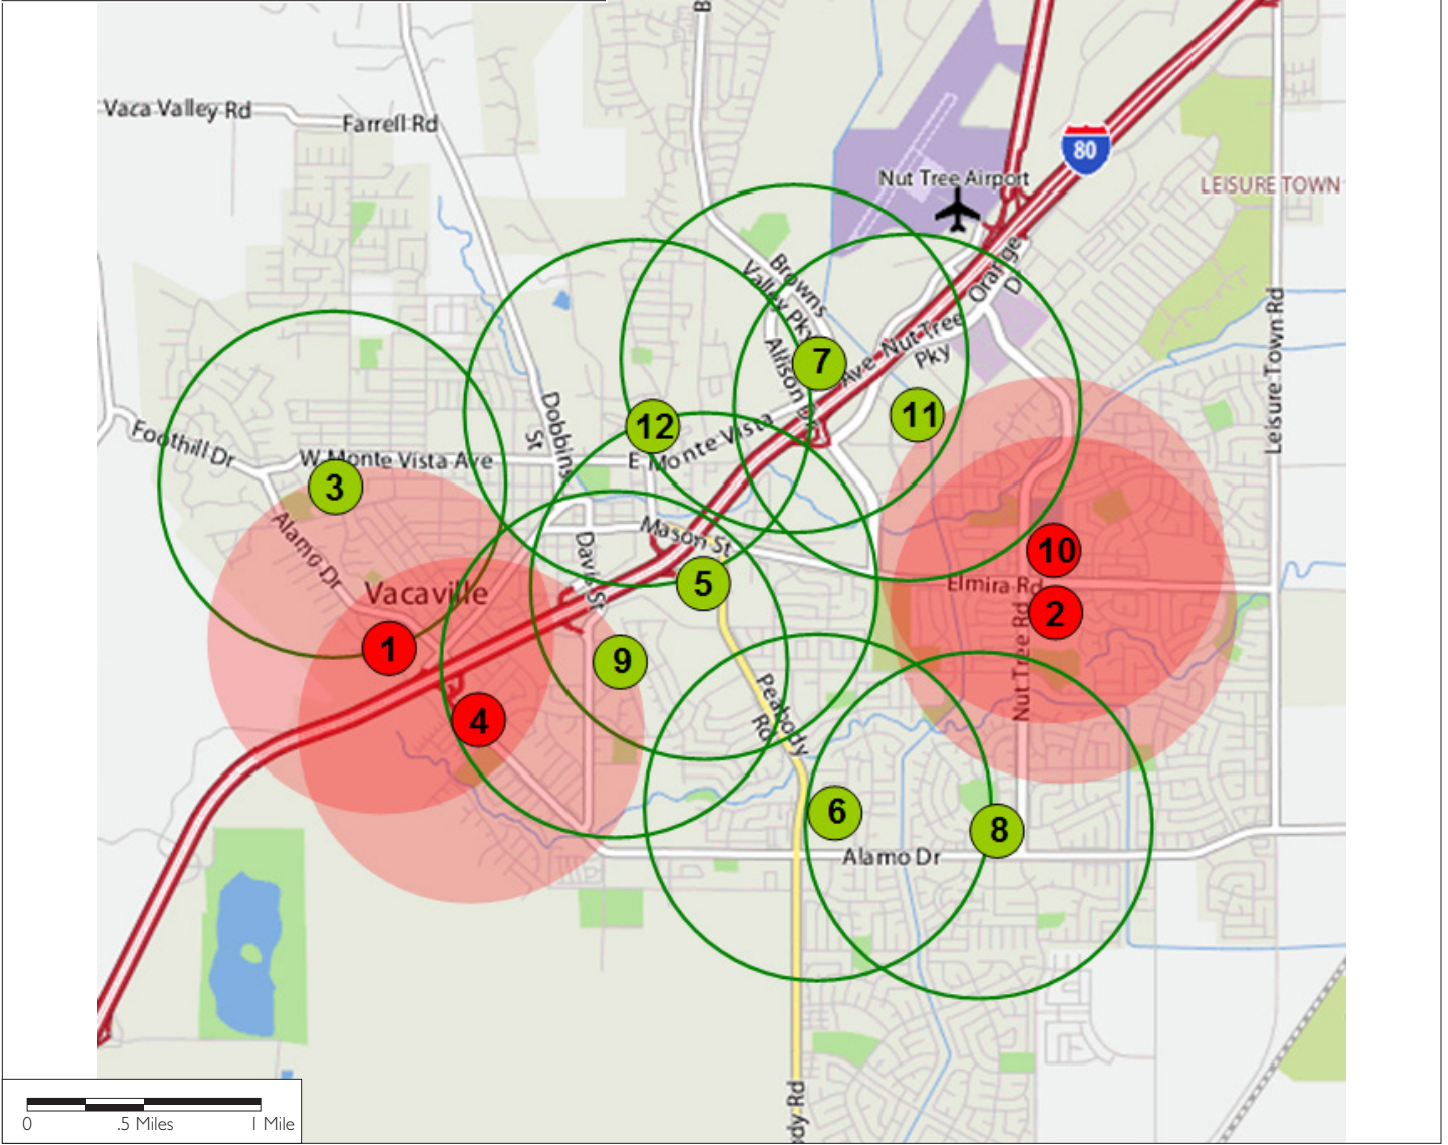 B
Vaca Valley Rd
Farrell Rd
80
Nut Tree Airport
LEISURE TOWN
Browns
Valley Pky
Orange
Dr
Leisure Town Rd
Nut Tree
Pky
Allison Dr
Ave
7
11
Dobbins
St
12
E Monte Vista
Foothill Dr
W Monte Vista Ave
3
Alamo Dr
Mason St
Davis St
10
Elmira Rd
5
Vacaville
2
1
9
Nut Tree Rd
4
Peabody
Rd
6
8
Alamo Dr
dy Rd
0 .5 Miles 1 Mile